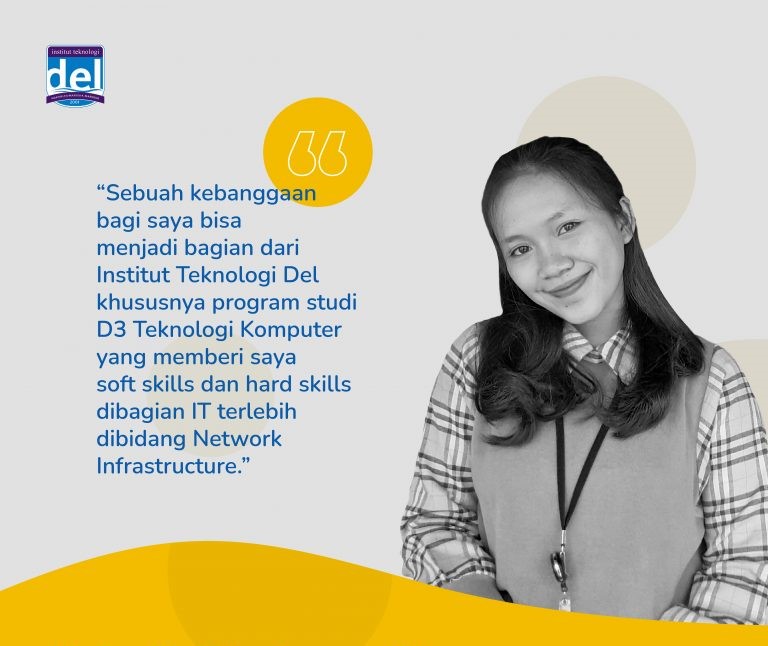 institut teknologi
del
2001
“Sebuah kebanggaan
bagi saya bisa
menjadi bagian dari
Institut Teknologi Del
khususnya program studi
D3 Teknologi Komputer
yang memberi saya
soft skills dan hard skills
dibagian IT terlebih
dibidang Network
Infrastructure.”